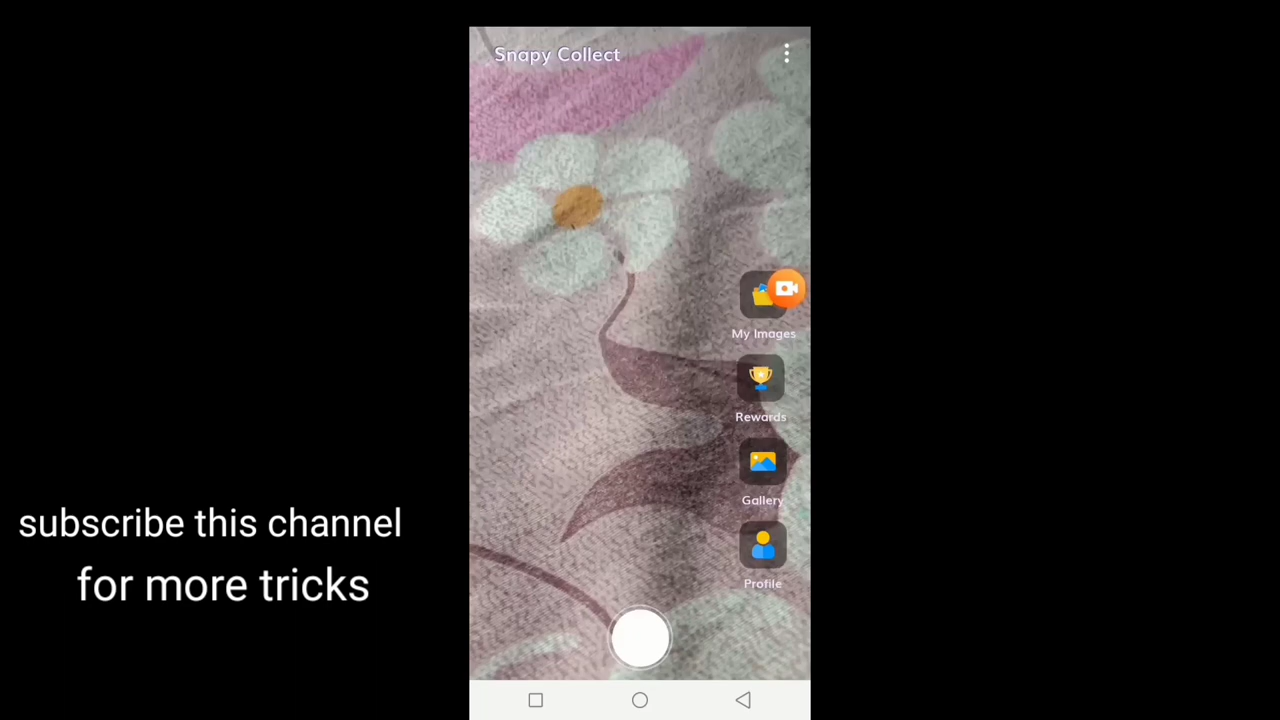 Snapy Collect
My Images
Rewards
Gallery
Profile
subscribe this channel
for more tricks